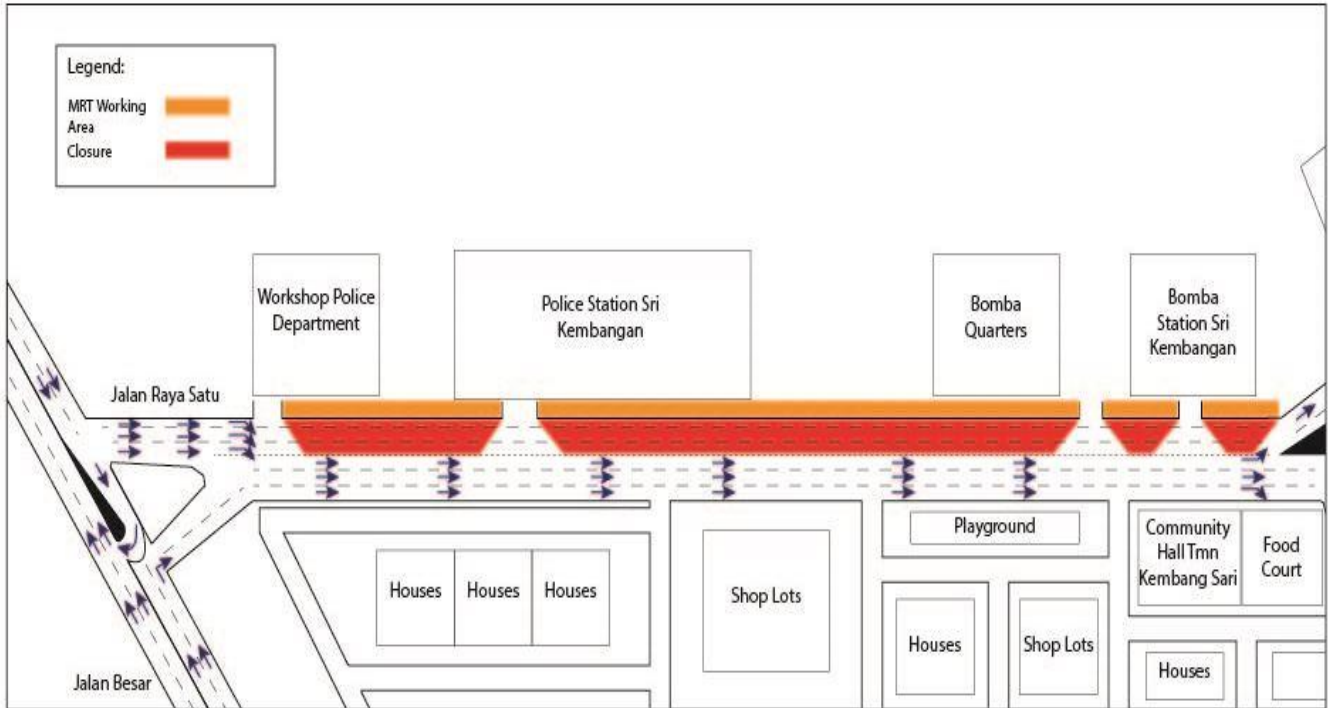 Legend:
MRT Working
Area
Closure
Workshop Police
Department
Police Station Sri
Kembangan
Bomba
Quarters
Bomba
Station Sri
Kembangan
Jalan Raya Satu
Playground
Community
Hall Tmn
Kembang Sari
Food
Court
Houses
Houses
Houses
Shop Lots
Houses
Shop Lots
Houses
Jalan Besar